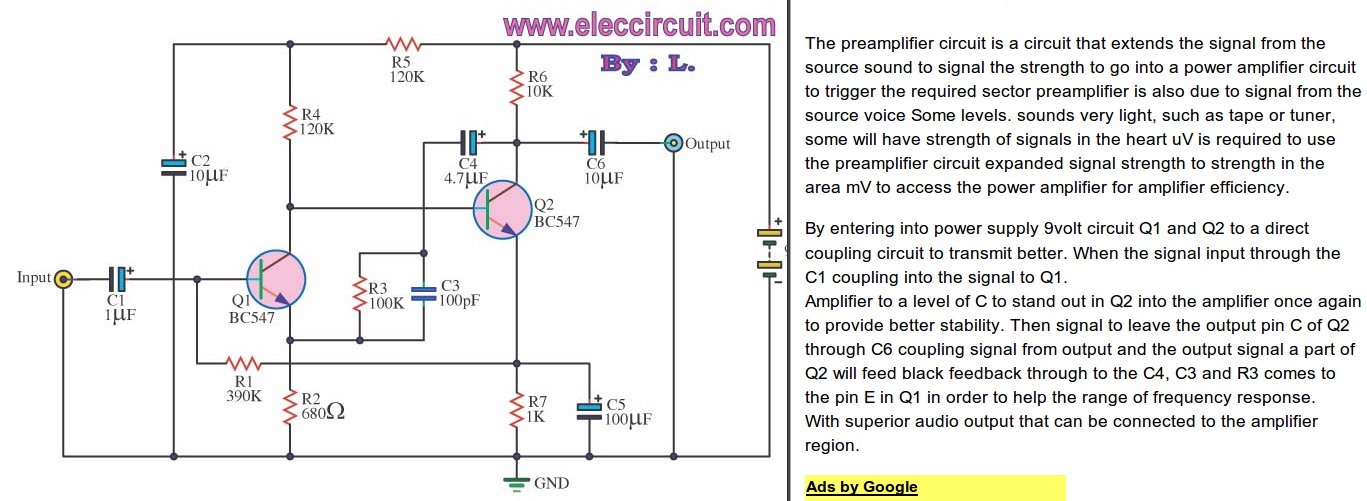 www.eleccircuit.com
By : L.
R5
120K
R6
10K
R4
120K
C2
10µF
C4
4.7µF
C6
10µF
Output
Q2
BC547
Input
C1
1µF
Q1
BC547
R3
100K
C3
100pF
R1
390K
R2
680Ω
R7
1K
C5
100µF
GND
The preamplifier circuit is a circuit that extends the signal from the
source sound to signal the strength to go into a power amplifier circuit
to trigger the required sector preamplifier is also due to signal from the
source voice Some levels. sounds very light, such as tape or tuner,
some will have strength of signals in the heart uV is required to use
the preamplifier circuit expanded signal strength to strength in the
area mV to access the power amplifier for amplifier efficiency.
By entering into power supply 9volt circuit Q1 and Q2 to a direct
coupling circuit to transmit better. When the signal input through the
C1 coupling into the signal to Q1.
Amplifier to a level of C to stand out in Q2 into the amplifier once again
to provide better stability. Then signal to leave the output pin C of Q2
through C6 coupling signal from output and the output signal a part of
Q2 will feed black feedback through to the C4, C3 and R3 comes to
the pin E in Q1 in order to help the range of frequency response.
With superior audio output that can be connected to the amplifier
region.
Ads by Google